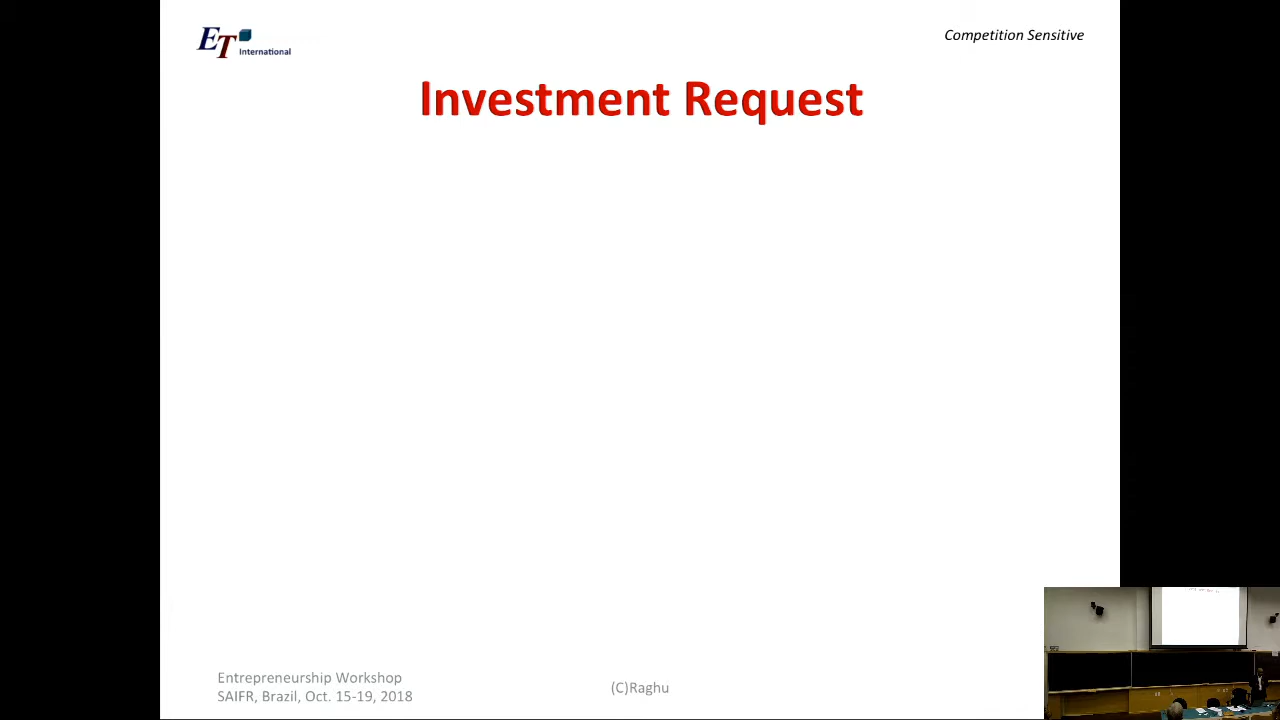 ET
International
Competition Sensitive
Investment Request
Entrepreneurship Workshop
SAIFR, Brazil, Oct. 15-19, 2018
(C)Raghu